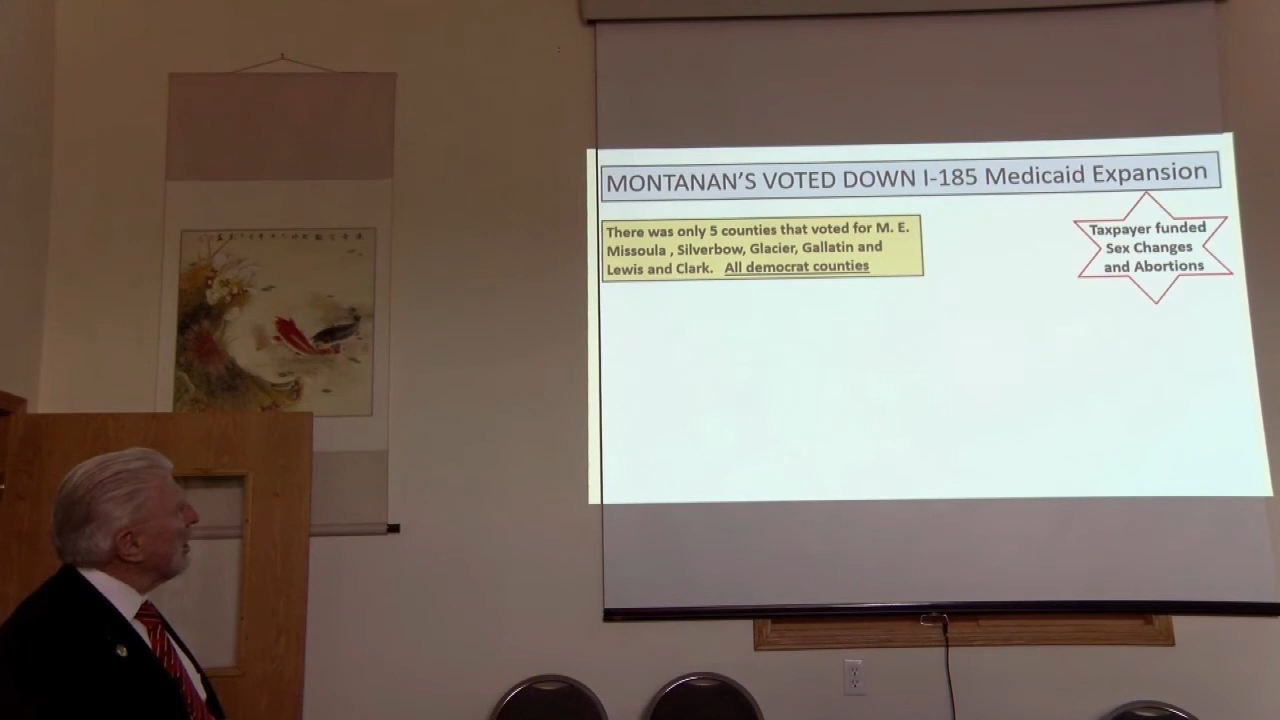 MONTANAN'S VOTED DOWN I-185 Medicaid Expansion
There was only 5 counties that voted for M. E.
Missoula , Silverbow, Glacier, Gallatin and
Lewis and Clark. All democrat counties
Taxpayer funded
Sex Changes
and Abortions